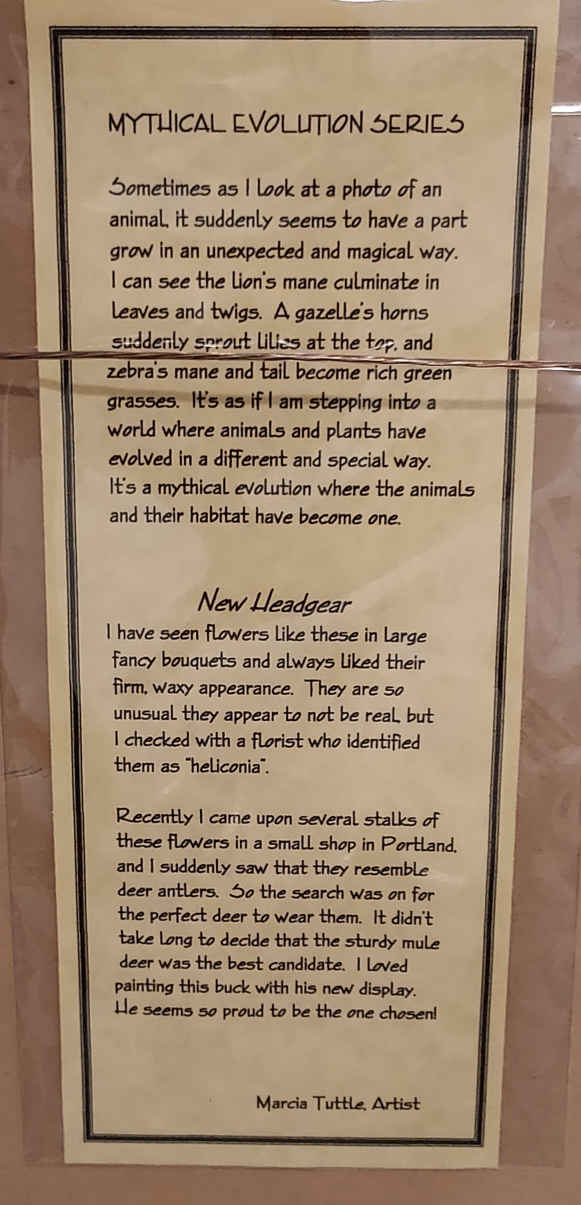 MYTHICAL EVOLUTION SERIES
Sometimes as I look at a photo of an
animal, it suddenly seems to have a part
grow in an unexpected and magical way.
I can see the lion's mane culminate in
leaves and twigs. A gazelle's horns
suddenly sprout lilies at the top, and
zebra's mane and tail become rich green
grasses. It's as if I am stepping into a
world where animals and plants have
evolved in a different and special way.
It's a mythical evolution where the animals
and their habitat have become one.
New Headgear
I have seen flowers like these in large
fancy bouquets and always liked their
firm, waxy appearance. They are so
unusual they appear to not be real, but
I checked with a florist who identified
them as "heliconia".
Recently I came upon several stalks of
these flowers in a small shop in Portland,
and I suddenly saw that they resemble
deer antlers. So the search was on for
the perfect deer to wear them. It didn't
take long to decide that the sturdy mule
deer was the best candidate. I loved
painting this buck with his new display.
He seems so proud to be the one chosen!
Marcia Tuttle, Artist